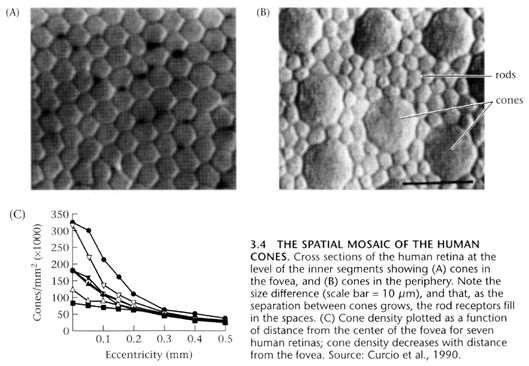 (A)
(B)
rods
cones
(C)
350
300
250
200
150
100
50
0
Cones/mm² (×1000)
0.1 0.2 0.3 0.4 0.5
Eccentricity (mm)
3.4 THE SPATIAL MOSAIC OF THE HUMAN
CONES. Cross sections of the human retina at the
level of the inner segments showing (A) cones in
the fovea, and (B) cones in the periphery. Note the
size difference (scale bar = 10 µm), and that, as the
separation between cones grows, the rod receptors fill
in the spaces. (C) Cone density plotted as a function
of distance from the center of the fovea for seven
human retinas; cone density decreases with distance
from the fovea. Source: Curcio et al., 1990.